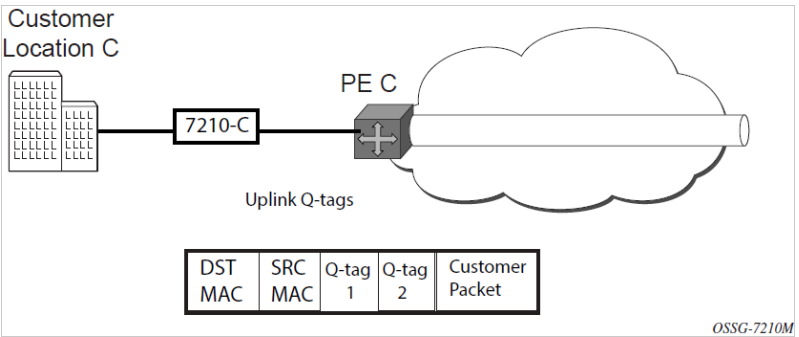 Customer
Location C
PE C
7210-C
Uplink Q-tags
DST
MAC
SRC
MAC
Q-tag
1
Q-tag
2
Customer
Packet
OSSG-7210M